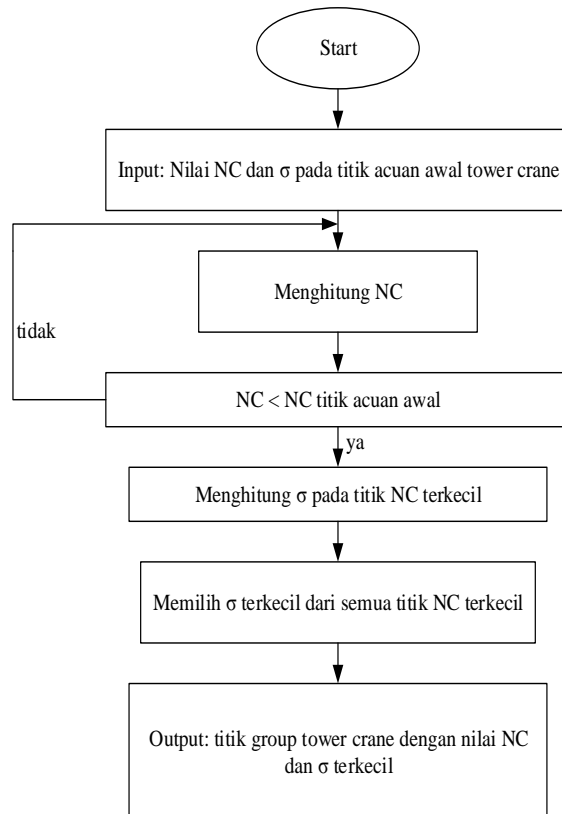 Start
Input: Nilai NC dan σ pada titik acuan awal tower crane
Menghitung NC
tidak
NC < NC titik acuan awal
ya
Menghitung σ pada titik NC terkecil
Memilih σ terkecil dari semua titik NC terkecil
Output: titik group tower crane dengan nilai NC
dan σ terkecil